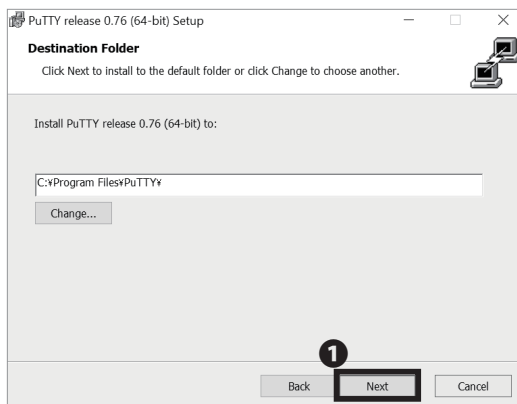 PuTTY release 0.76 (64-bit) Setup
Destination Folder
Click Next to install to the default folder or click Change to choose another.
Install PuTTY release 0.76 (64-bit) to:
C:¥Program Files¥PuTTY¥
Change...
1
Back Next Cancel